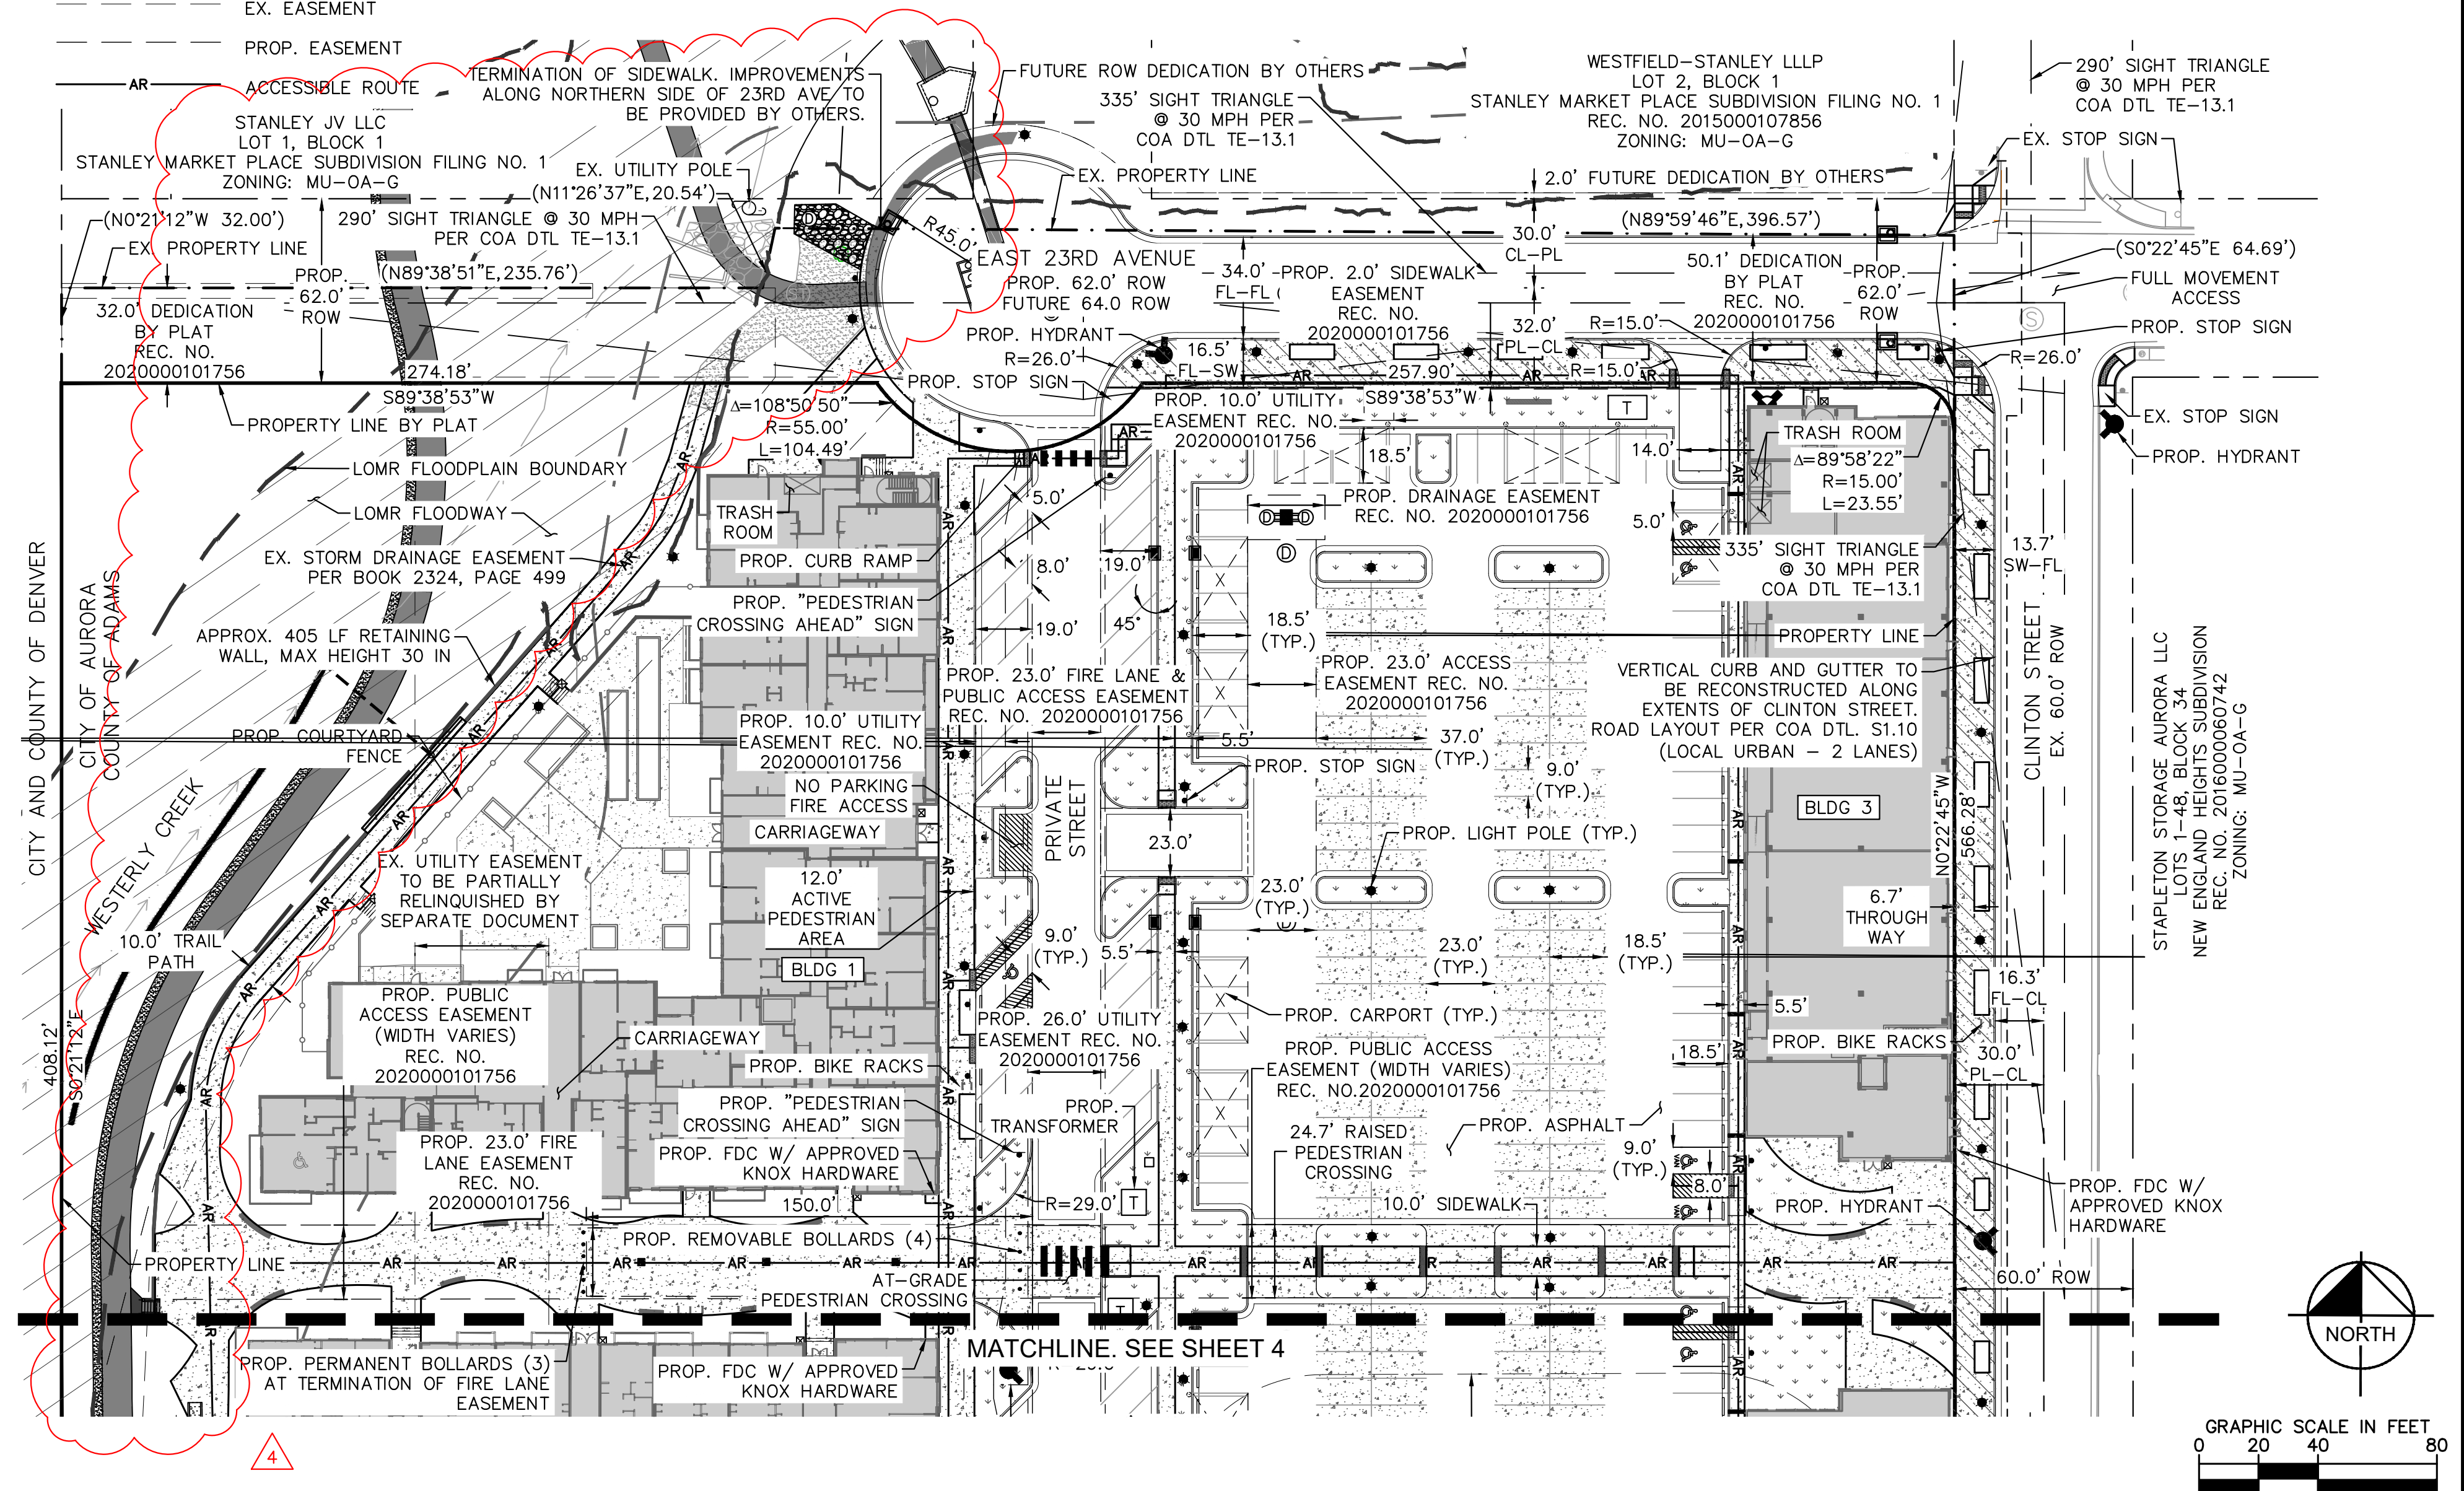 EX. EASEMENT
PROP. EASEMENT
AR
ACCESSIBLE ROUTE
TERMINATION OF SIDEWALK. IMPROVEMENTS
ALONG NORTHERN SIDE OF 23RD AVE TO
BE PROVIDED BY OTHERS.
STANLEY JV LLC
LOT 1, BLOCK 1
STANLEY MARKET PLACE SUBDIVISION FILING NO. 1
ZONING: MU-OA-G
EX. UTILITY POLE
(N11°26'37"E,20.54')
290' SIGHT TRIANGLE @ 30 MPH
PER COA DTL TE-13.1
(N0°21'12"W 32.00')
EX. PROPERTY LINE
PROP.
62.0'
ROW
(N89°38'51"E,235.76')
32.0' DEDICATION
BY PLAT
REC. NO.
2020000101756
274.18'
S89°38'53"W
PROPERTY LINE BY PLAT
LOMR FLOODPLAIN BOUNDARY
LOMR FLOODWAY
EX. STORM DRAINAGE EASEMENT
PER BOOK 2324, PAGE 499
APPROX. 405 LF RETAINING
WALL, MAX HEIGHT 30 IN
PROP. COURTYARD
FENCE
CITY AND COUNTY OF DENVER
CITY OF AURORA
COUNTY OF ADAMS
WESTERLY CREEK
10.0' TRAIL
PATH
408.12'
S0°21'12"E
FUTURE ROW DEDICATION BY OTHERS
335' SIGHT TRIANGLE
@ 30 MPH PER
COA DTL TE-13.1
WESTFIELD-STANLEY LLLP
LOT 2, BLOCK 1
STANLEY MARKET PLACE SUBDIVISION FILING NO. 1
REC. NO. 2015000107856
ZONING: MU-OA-G
290' SIGHT TRIANGLE
@ 30 MPH PER
COA DTL TE-13.1
EX. STOP SIGN
EX. PROPERTY LINE
2.0' FUTURE DEDICATION BY OTHERS
(N89°59'46"E,396.57')
R45.0'
D
EAST 23RD AVENUE
PROP. 62.0' ROW
FUTURE 64.0 ROW
34.0'
FL-FL
PROP. 2.0' SIDEWALK
EASEMENT
REC. NO.
2020000101756
30.0'
CL-PL
32.0'
PL-CL
50.1' DEDICATION
BY PLAT
REC. NO.
2020000101756
PROP.
62.0'
ROW
(S0°22'45"E 64.69')
FULL MOVEMENT
ACCESS
S
PROP. STOP SIGN
R=26.0'
EX. STOP SIGN
PROP. HYDRANT
PROP. HYDRANT
R=26.0'
PROP. STOP SIGN
16.5'
FL-SW
R=15.0'
R=15.0'
AR
257.90'
AR
AR
S89°38'53"W
PROP. 10.0' UTILITY
EASEMENT REC. NO.
2020000101756
T
Δ=108°50'50"
R=55.00'
L=104.49'
AR
TRASH
ROOM
PROP. CURB RAMP
PROP. "PEDESTRIAN
CROSSING AHEAD" SIGN
5.0'
8.0'
19.0'
19.0'
45°
18.5'
PROP. DRAINAGE EASEMENT
REC. NO. 2020000101756
D D
D
14.0'
5.0'
TRASH ROOM
Δ=89°58'22"
R=15.00'
L=23.55'
335' SIGHT TRIANGLE
@ 30 MPH PER
COA DTL TE-13.1
13.7'
SW-FL
18.5'
(TYP.)
PROPERTY LINE
VERTICAL CURB AND GUTTER TO
BE RECONSTRUCTED ALONG
EXTENTS OF CLINTON STREET.
ROAD LAYOUT PER COA DTL. S1.10
(LOCAL URBAN - 2 LANES)
CLINTON STREET
EX. 60.0' ROW
STAPLETON STORAGE AURORA LLC
LOTS 1-48, BLOCK 34
NEW ENGLAND HEIGHTS SUBDIVISION
REC. NO. 2016000060742
ZONING: MU-OA-G
PROP. 23.0' FIRE LANE &
PUBLIC ACCESS EASEMENT
REC. NO. 2020000101756
PROP. 23.0' ACCESS
EASEMENT REC. NO.
2020000101756
PROP. 10.0' UTILITY
EASEMENT REC. NO.
2020000101756
5.5'
37.0'
(TYP.)
NO PARKING
FIRE ACCESS
CARRIAGEWAY
PRIVATE
STREET
PROP. STOP SIGN
9.0'
(TYP.)
BLDG 3
PROP. LIGHT POLE (TYP.)
23.0'
N0°22'45"W
566.28'
EX. UTILITY EASEMENT
TO BE PARTIALLY
RELINQUISHED BY
SEPARATE DOCUMENT
12.0'
ACTIVE
PEDESTRIAN
AREA
23.0'
(TYP.)
6.7'
THROUGH
WAY
9.0'
(TYP.)
5.5'
23.0'
(TYP.)
18.5'
(TYP.)
BLDG 1
16.3'
FL-CL
PROP. PUBLIC
ACCESS EASEMENT
(WIDTH VARIES)
REC. NO.
2020000101756
CARRIAGEWAY
PROP. 26.0' UTILITY
EASEMENT REC. NO.
2020000101756
PROP. CARPORT (TYP.)
5.5'
PROP. BIKE RACKS
18.5'
30.0'
PL-CL
PROP. BIKE RACKS
PROP. PUBLIC ACCESS
EASEMENT (WIDTH VARIES)
REC. NO.2020000101756
PROP. "PEDESTRIAN
CROSSING AHEAD" SIGN
PROP.
TRANSFORMER
24.7' RAISED
PEDESTRIAN
CROSSING
PROP. ASPHALT
9.0'
(TYP.)
VAN
8.0'
VAN
PROP. 23.0' FIRE
LANE EASEMENT
REC. NO.
2020000101756
PROP. FDC W/ APPROVED
KNOX HARDWARE
150.0'
R=29.0'
T
10.0' SIDEWALK
PROP. HYDRANT
PROP. FDC W/
APPROVED KNOX
HARDWARE
PROP. REMOVABLE BOLLARDS (4)
PROPERTY LINE
AR AR AR AR AR AR AR AR AR AR AR AR
AT-GRADE
PEDESTRIAN CROSSING
60.0' ROW
MATCHLINE. SEE SHEET 4
PROP. PERMANENT BOLLARDS (3)
AT TERMINATION OF FIRE LANE
EASEMENT
PROP. FDC W/ APPROVED
KNOX HARDWARE
4
NORTH
GRAPHIC SCALE IN FEET
0 20 40 80